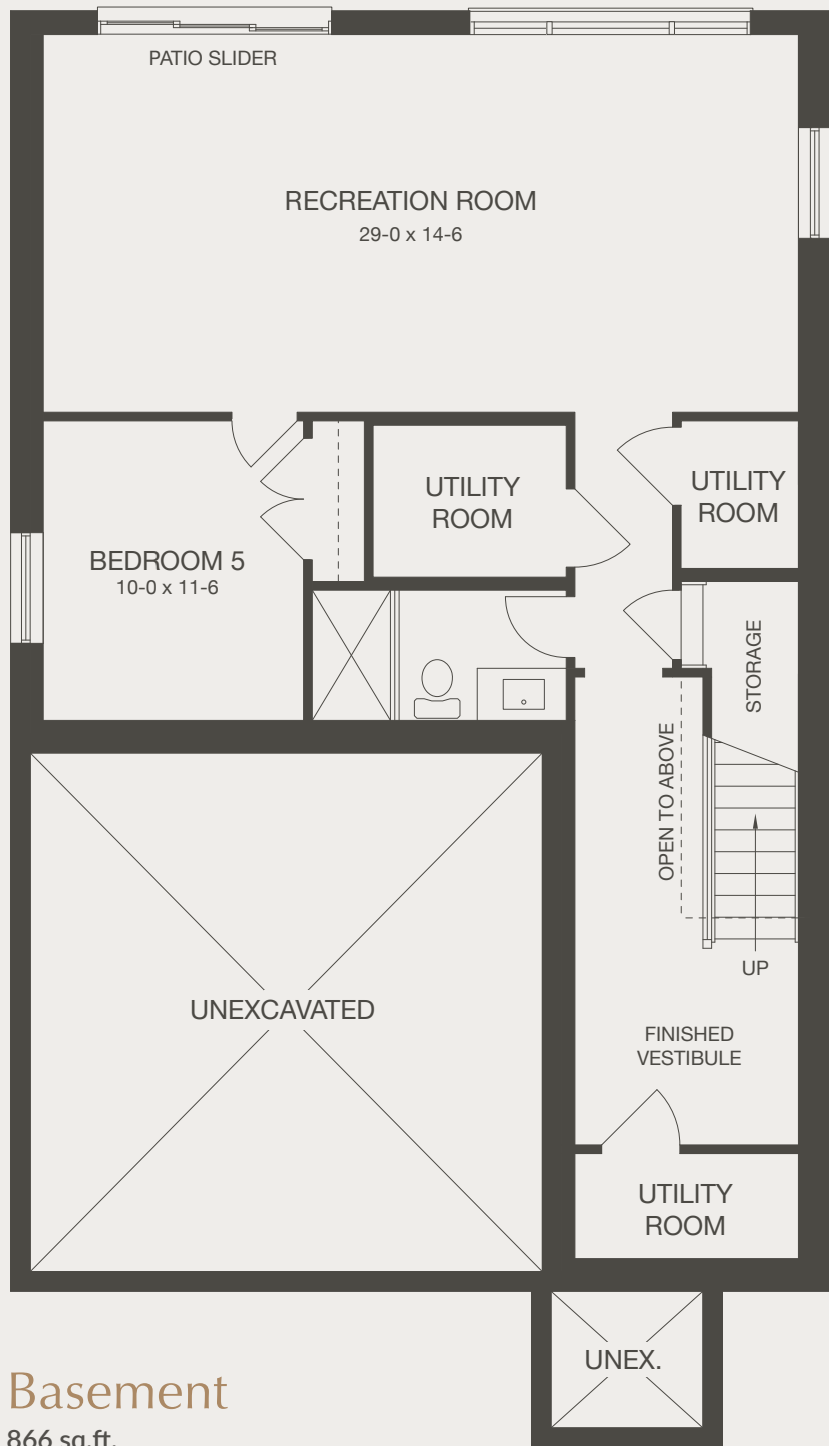 PATIO SLIDER
RECREATION ROOM
29-0 x 14-6
UTILITY
ROOM
UTILITY
ROOM
BEDROOM 5
10-0 x 11-6
STORAGE
OPEN TO ABOVE
UP
UNEXCAVATED
FINISHED
VESTIBULE
UTILITY
ROOM
UNEX.
Basement
866 sq.ft.